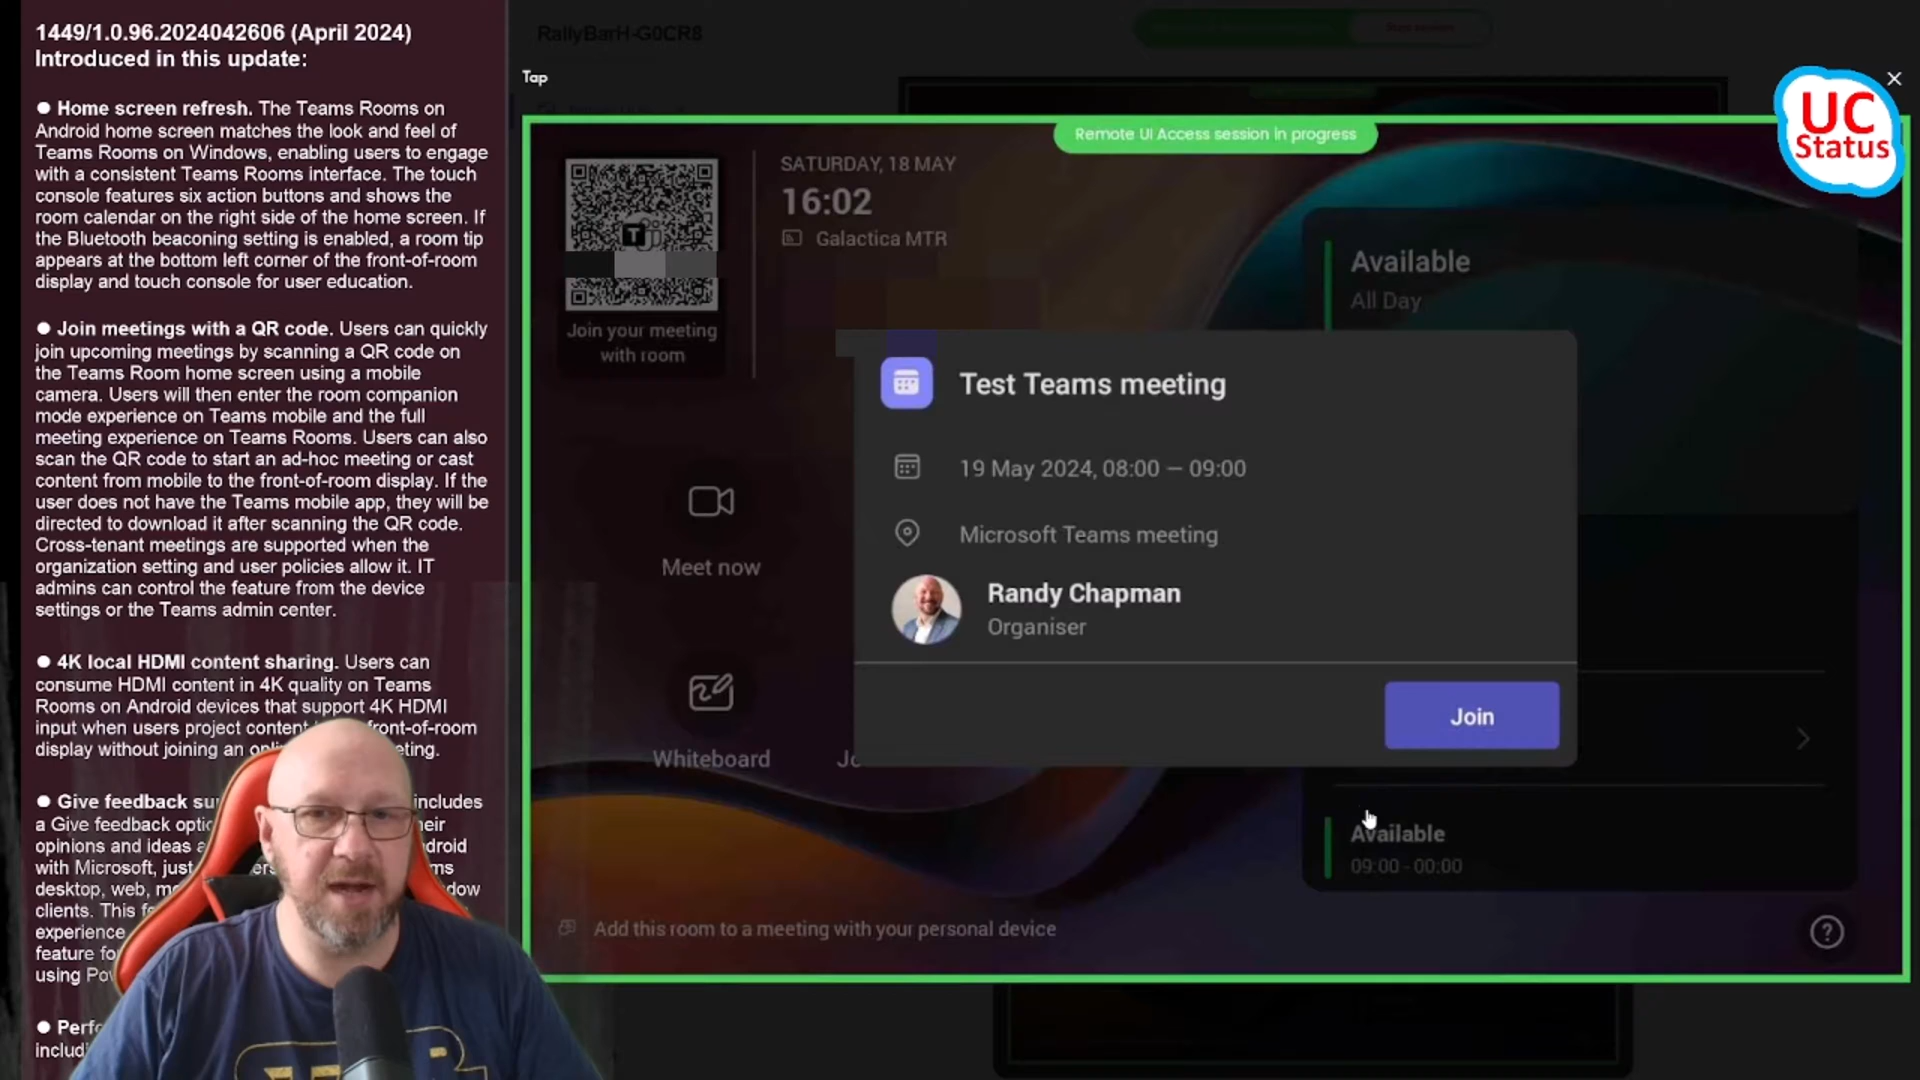 1449/1.0.96.2024042606 (April 2024)
Introduced in this update:
● Home screen refresh. The Teams Rooms on
Android home screen matches the look and feel of
Teams Rooms on Windows, enabling users to engage
with a consistent Teams Rooms interface. The touch
console features six action buttons and shows the
room calendar on the right side of the home screen. If
the Bluetooth beaconing setting is enabled, a room tip
appears at the bottom left corner of the front-of-room
display and touch console for user education.
● Join meetings with a QR code. Users can quickly
join upcoming meetings by scanning a QR code on
the Teams Room home screen using a mobile
camera. Users will then enter the room companion
mode experience on Teams mobile and the full
meeting experience on Teams Rooms. Users can also
scan the QR code to start an ad-hoc meeting or cast
content from mobile to the front-of-room display. If the
user does not have the Teams mobile app, they will be
directed to download it after scanning the QR code.
Cross-tenant meetings are supported when the
organization setting and user policies allow it. IT
admins can control the feature from the device
settings or the Teams admin center.
● 4K local HDMI content sharing. Users can
consume HDMI content in 4K quality on Teams
Rooms on Android devices that support 4K HDMI
input when users project content front-of-room
display without joining an
● Give feedback includes
a Give feedback
opinions and ideas
with Microsoft, just
desktop, web,
clients. This
experience
feature
using
RallyBarH-G0CR8
Tap
Remote UI Access session in progress
UC
Status
SATURDAY, 18 MAY
16:02
Galactica MTR
Join your meeting
with room
Available
All Day
Test Teams meeting
19 May 2024, 08:00 – 09:00
Microsoft Teams meeting
Randy Chapman
Organiser
Join
Meet now
Whiteboard
Available
09:00 - 00:00
Add this room to a meeting with your personal device